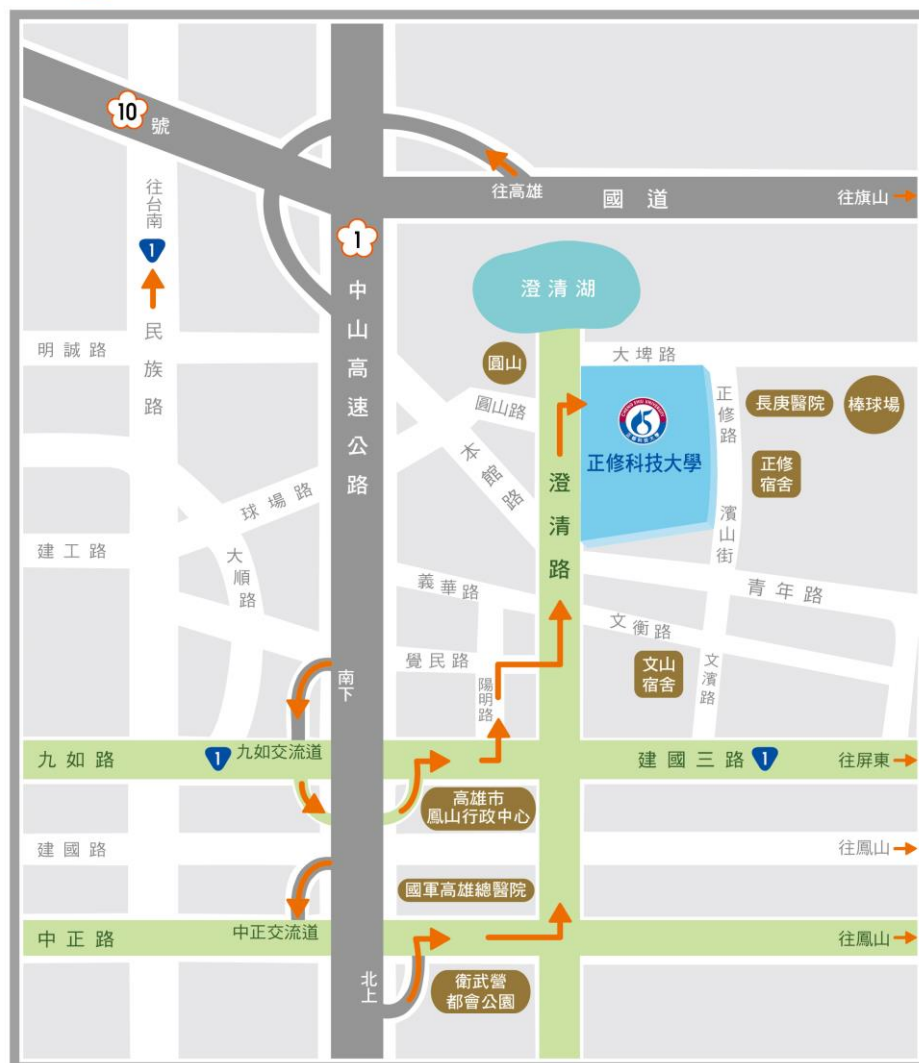 10
號
往台南
1
民族路
1
中山高速公路
往高雄
國道
往旗山
澄清湖
明誠路
圓山
大埤路
圓山路
本館路
正修科技大學
正修路
長庚醫院
棒球場
正修
宿舍
澄清路
球場路
建工路
大順路
濱山街
義華路
青年路
文衡路
覺民路
陽明路
文山
宿舍
文濱路
南下
九如路
1
九如交流道
建國三路
1
往屏東
高雄市
鳳山行政中心
建國路
往鳳山
國軍高雄總醫院
中正路
中正交流道
往鳳山
北上
衛武營
都會公園